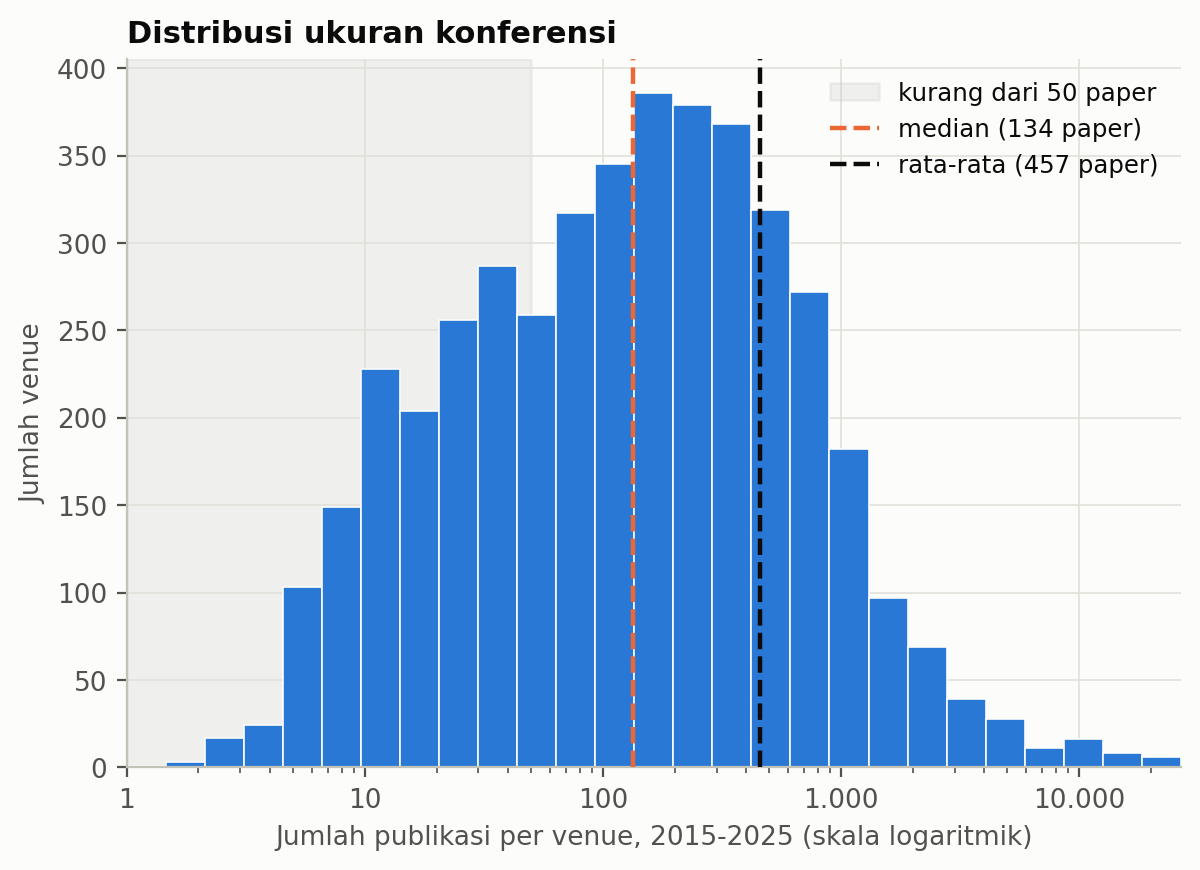 Distribusi ukuran konferensi
kurang dari 50 paper
median (134 paper)
rata-rata (457 paper)
Jumlah venue
400
350
300
250
200
150
100
50
0
1 10 100 1.000 10.000
Jumlah publikasi per venue, 2015-2025 (skala logaritmik)